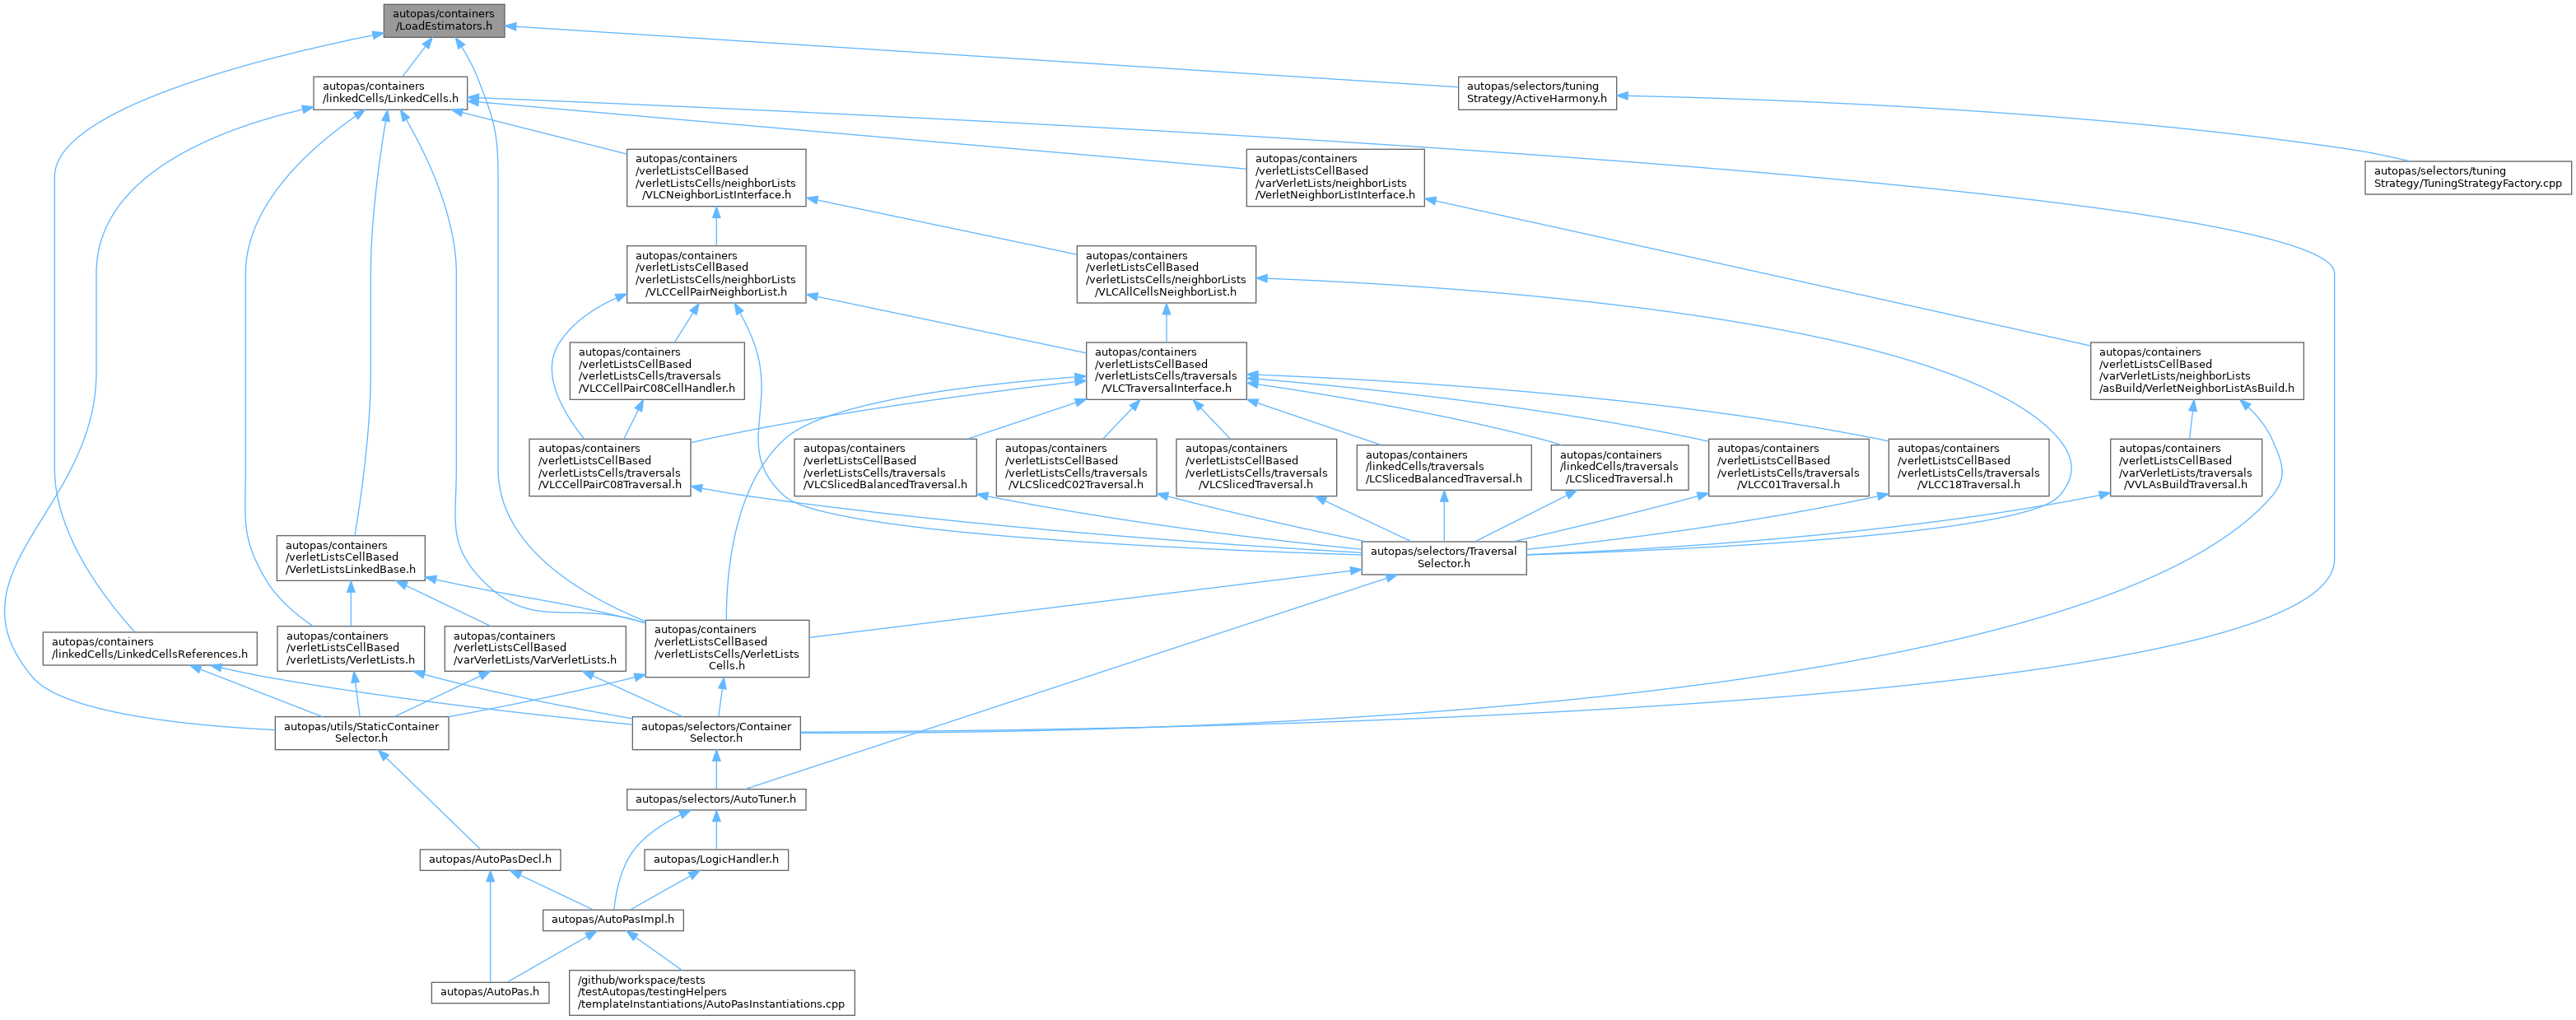 autopas/containers
/LoadEstimators.h
autopas/containers
/linkedCells/LinkedCells.h
autopas/selectors/tuning
Strategy/ActiveHarmony.h
autopas/containers
/verletListsCellBased
/verletListsCells/neighborLists
/VLCNeighborListInterface.h
autopas/containers
/verletListsCellBased
/varVerletLists/neighborLists
/VerletNeighborListInterface.h
autopas/selectors/tuning
Strategy/TuningStrategyFactory.cpp
autopas/containers
/verletListsCellBased
/verletListsCells/neighborLists
/VLCCellPairNeighborList.h
autopas/containers
/verletListsCellBased
/verletListsCells/neighborLists
/VLCAllCellsNeighborList.h
autopas/containers
/verletListsCellBased
/verletListsCells/traversals
/VLCCellPairC08CellHandler.h
autopas/containers
/verletListsCellBased
/verletListsCells/traversals
/VLCTraversalInterface.h
autopas/containers
/verletListsCellBased
/varVerletLists/neighborLists
/asBuild/VerletNeighborListAsBuild.h
autopas/containers
/verletListsCellBased
/verletListsCells/traversals
/VLCCellPairC08Traversal.h
autopas/containers
/verletListsCellBased
/verletListsCells/traversals
/VLCSlicedBalancedTraversal.h
autopas/containers
/verletListsCellBased
/verletListsCells/traversals
/VLCSlicedC02Traversal.h
autopas/containers
/verletListsCellBased
/verletListsCells/traversals
/VLCSlicedTraversal.h
autopas/containers
/linkedCells/traversals
/LCSlicedBalancedTraversal.h
autopas/containers
/linkedCells/traversals
/LCSlicedTraversal.h
autopas/containers
/verletListsCellBased
/verletListsCells/traversals
/VLCC01Traversal.h
autopas/containers
/verletListsCellBased
/verletListsCells/traversals
/VLCC18Traversal.h
autopas/containers
/verletListsCellBased
/varVerletLists/traversals
/VVLAsBuildTraversal.h
autopas/containers
/verletListsCellBased
/VerletListsLinkedBase.h
autopas/selectors/Traversal
Selector.h
autopas/containers
/linkedCells/LinkedCellsReferences.h
autopas/containers
/verletListsCellBased
/verletLists/VerletLists.h
autopas/containers
/verletListsCellBased
/varVerletLists/VarVerletLists.h
autopas/containers
/verletListsCellBased
/verletListsCells/VerletLists
Cells.h
autopas/utils/StaticContainer
Selector.h
autopas/selectors/Container
Selector.h
autopas/selectors/AutoTuner.h
autopas/AutoPasDecl.h
autopas/LogicHandler.h
autopas/AutoPasImpl.h
autopas/AutoPas.h
/github/workspace/tests
/testAutopas/testingHelpers
/templateInstantiations/AutoPasInstantiations.cpp